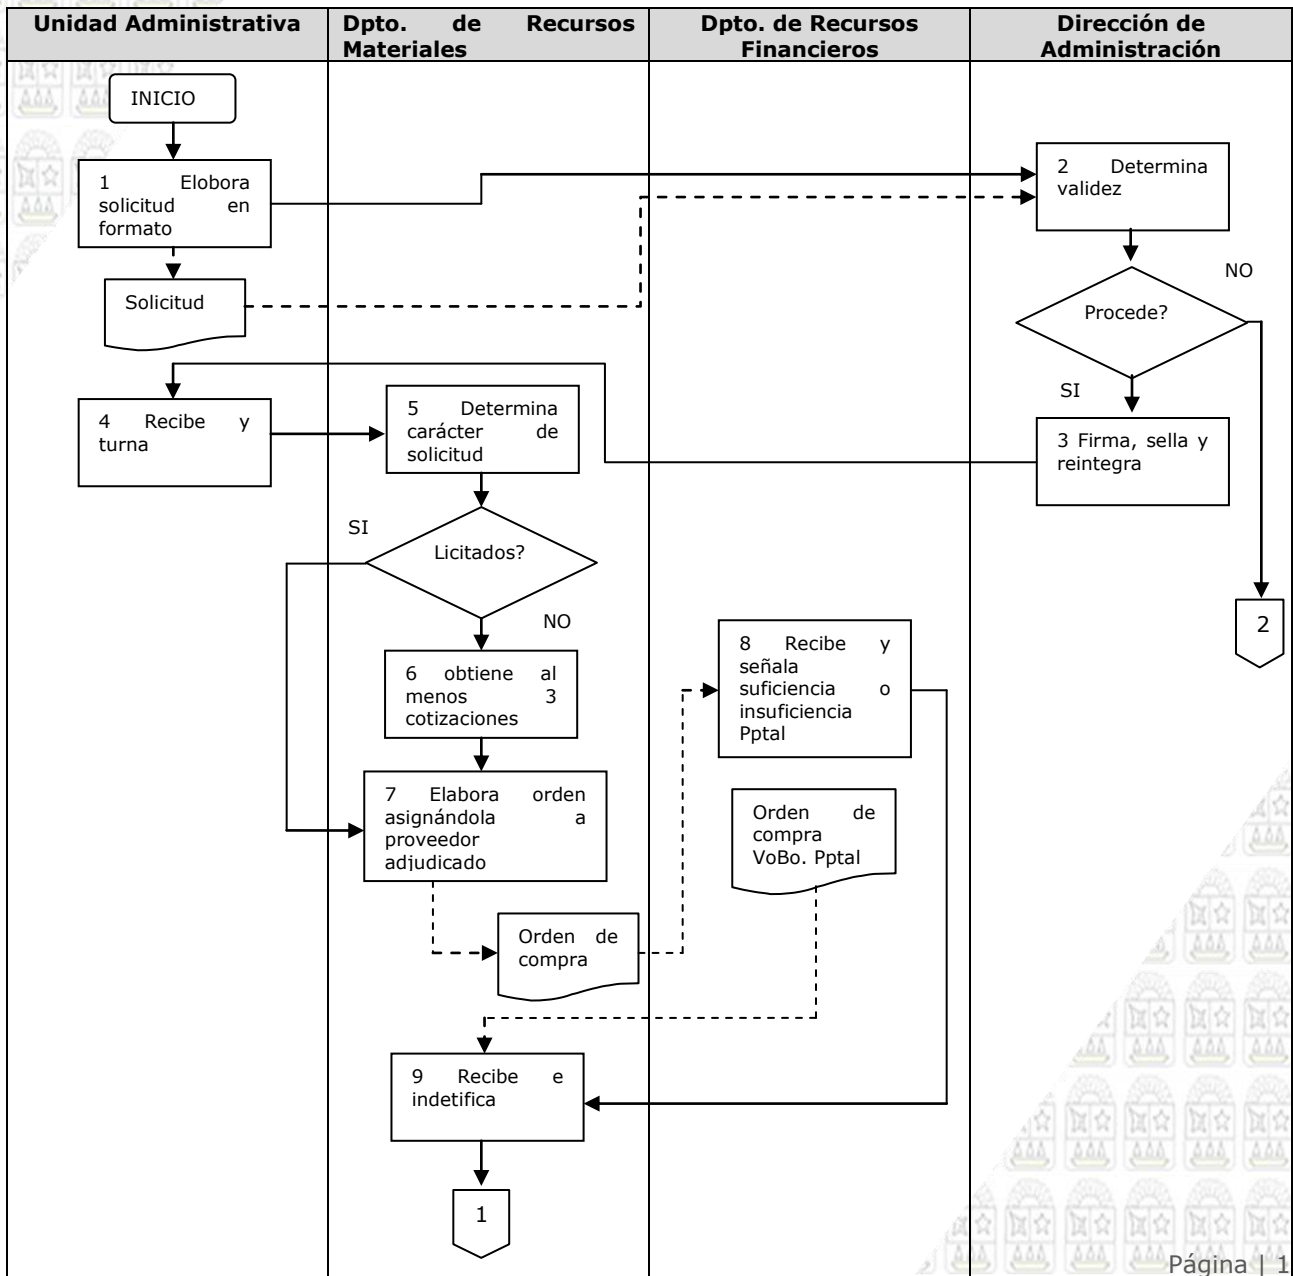 Unidad Administrativa
Dpto. de Recursos
Materiales
Dpto. de Recursos
Financieros
Dirección de
Administración
INICIO
1 Elobora
solicitud en
formato
Solicitud
2 Determina
validez
Procede?
NO
SI
3 Firma, sella y
reintegra
2
4 Recibe y
turna
5 Determina
carácter de
solicitud
Licitados?
SI
NO
6 obtiene al
menos 3
cotizaciones
7 Elabora orden
asignándola a
proveedor
adjudicado
Orden de
compra
8 Recibe y
señala
suficiencia o
insuficiencia
Pptal
Orden de
compra
VoBo. Pptal
9 Recibe e
indetifica
1
Página | 1